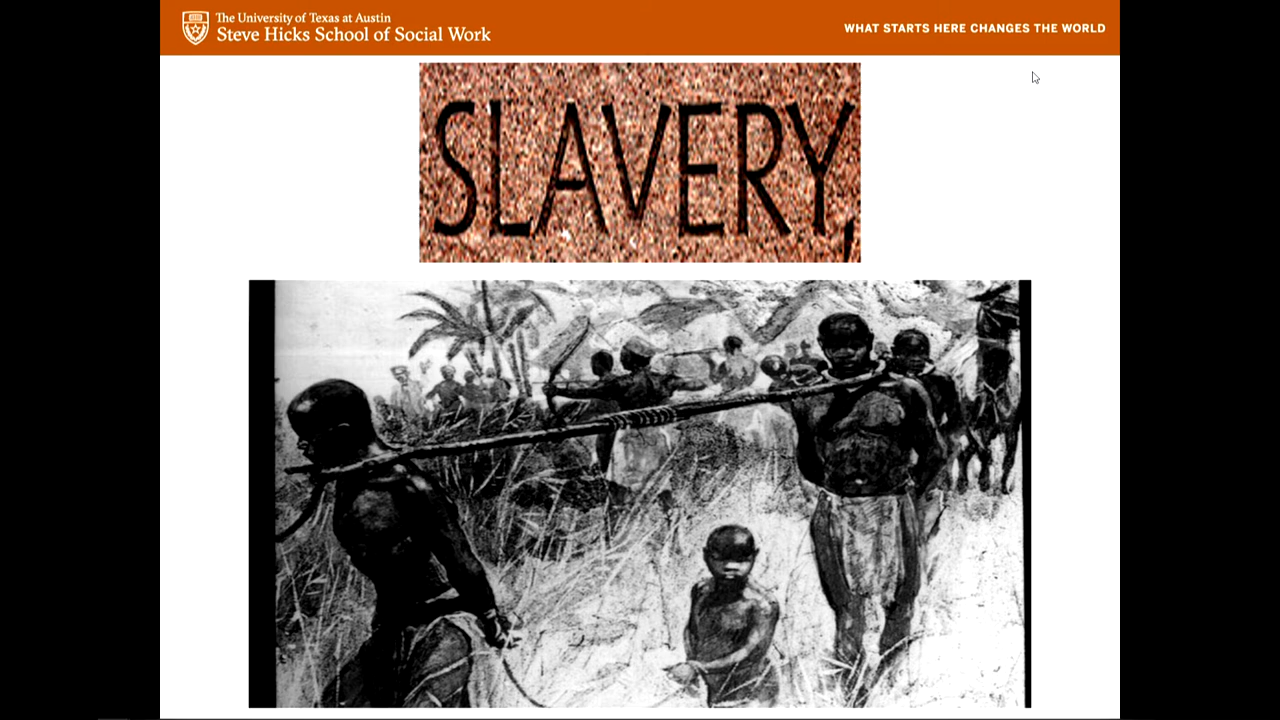 The University of Texas at Austin
Steve Hicks School of Social Work
WHAT STARTS HERE CHANGES THE WORLD
SLAVERY,